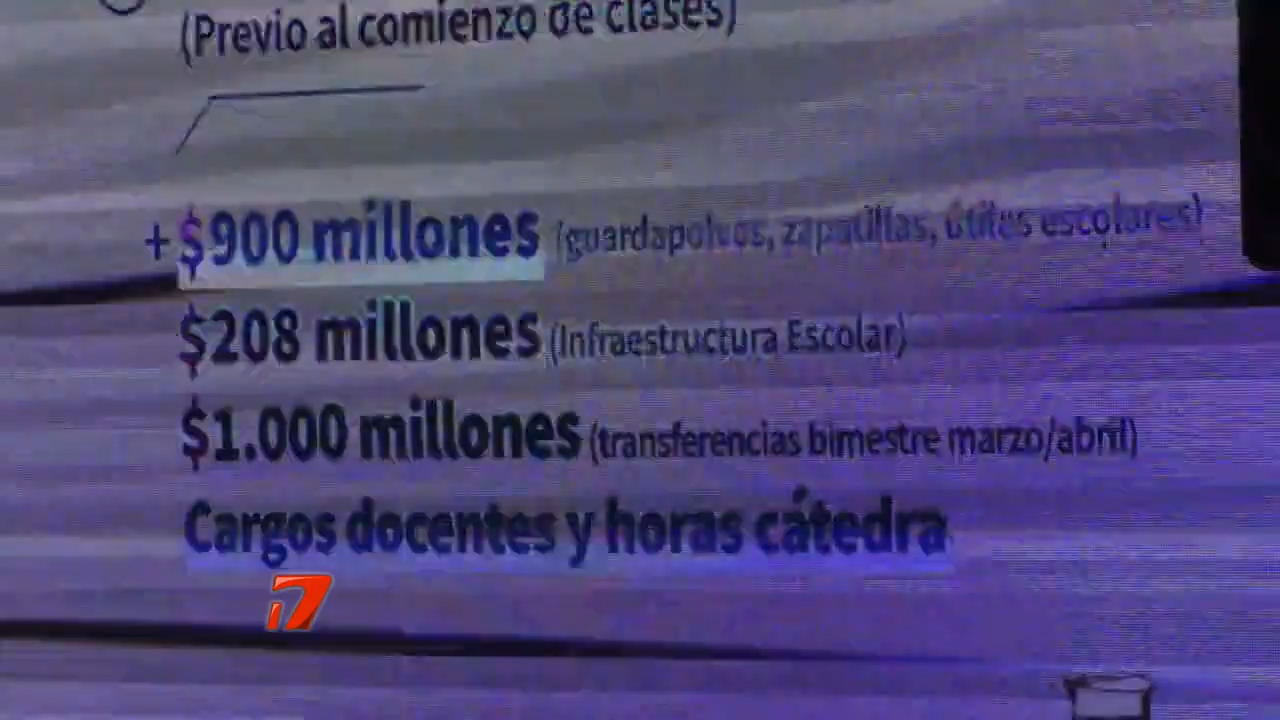 (Previo al comienzo de clases)
+ $900 millones (guardapolvos, zapatillas, útiles escolares)
$208 millones (Infraestructura Escolar)
$1.000 millones (transferencias bimestre marzo/abril)
Cargos docentes y horas cátedra
7